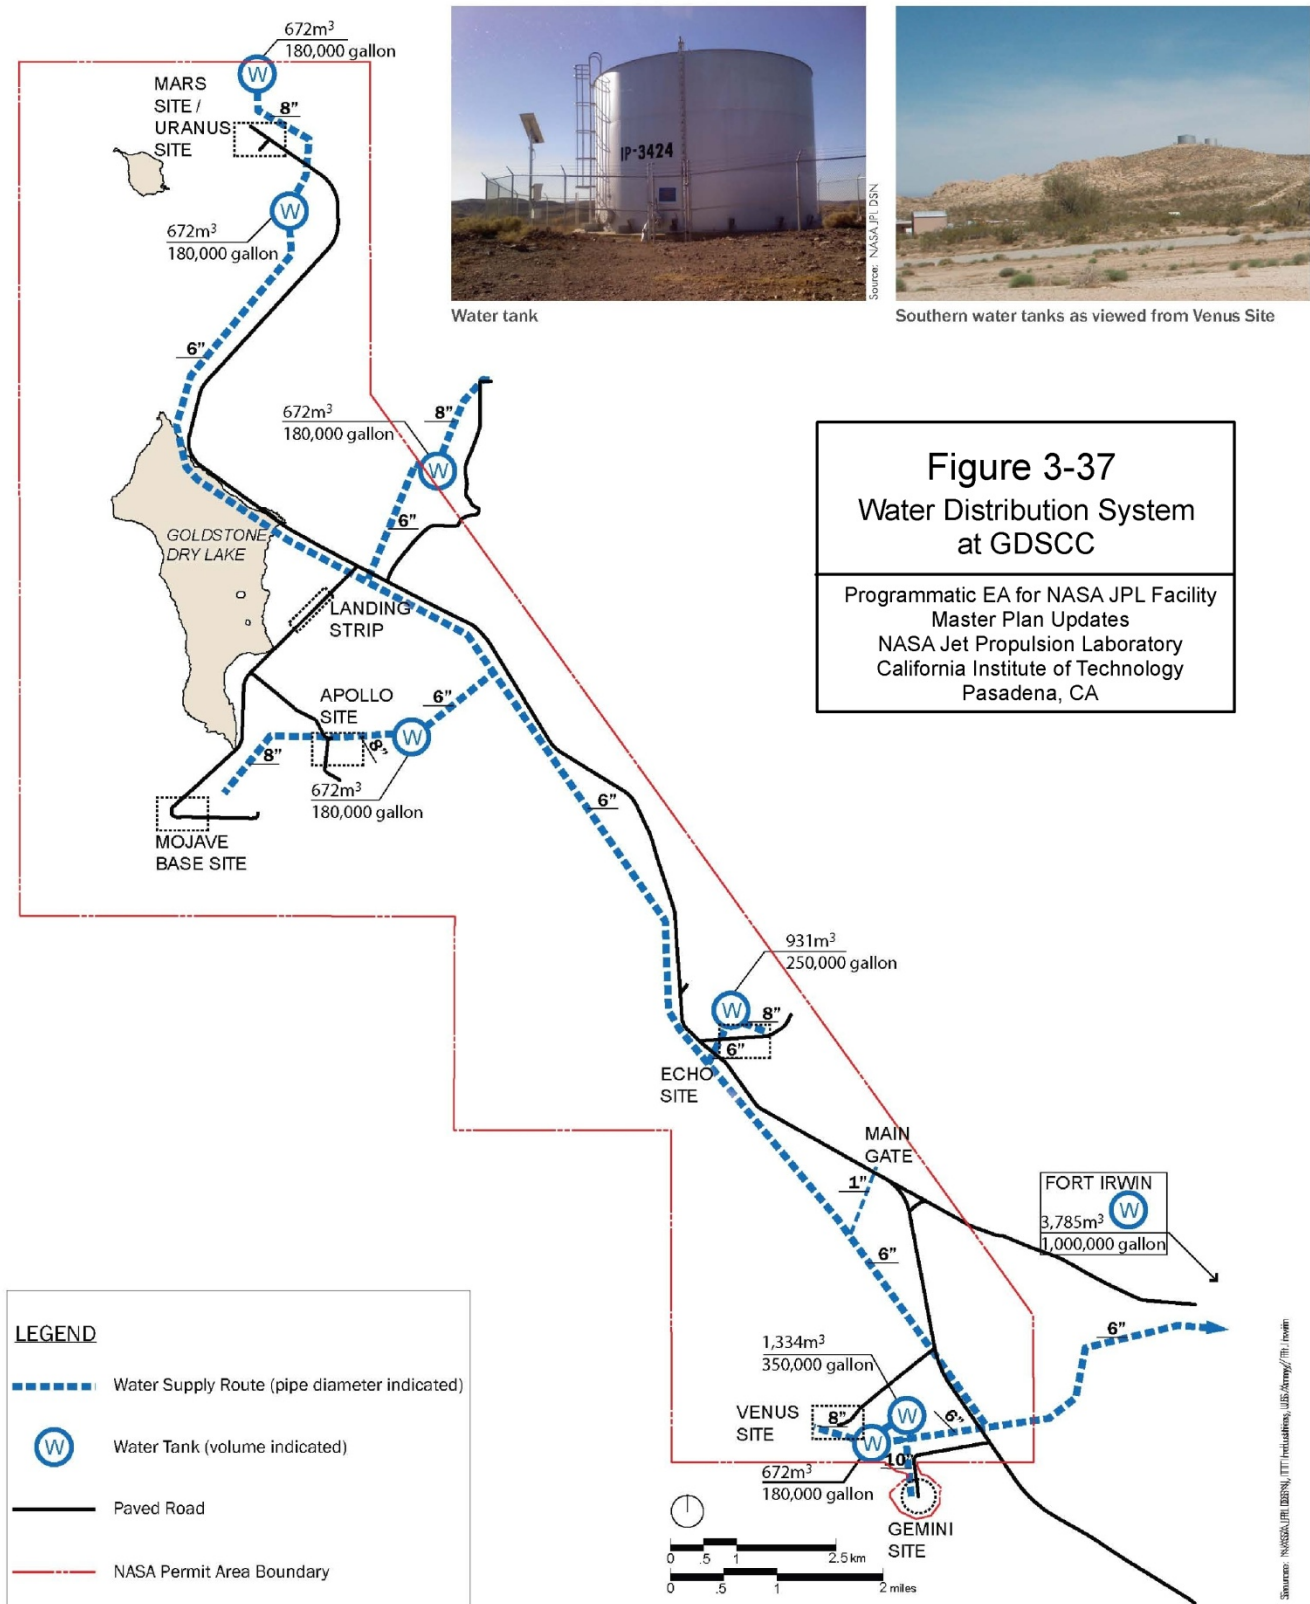 672m³
180,000 gallon
MARS
SITE /
URANUS
SITE
8"
W
W
672m³
180,000 gallon
6"
IP-3424
Source: NASA JPL DSN
Water tank
Southern water tanks as viewed from Venus Site
672m³
180,000 gallon
8"
W
6"
Figure 3-37
Water Distribution System
at GDSCC
Programmatic EA for NASA JPL Facility
Master Plan Updates
NASA Jet Propulsion Laboratory
California Institute of Technology
Pasadena, CA
GOLDSTONE
DRY LAKE
LANDING
STRIP
APOLLO
SITE
6"
W
8"
8"
672m³
180,000 gallon
6"
MOJAVE
BASE SITE
931m³
250,000 gallon
W
8"
6"
ECHO
SITE
MAIN
GATE
1"
FORT IRWIN
W
3,785m³
1,000,000 gallon
6"
6"
1,334m³
350,000 gallon
VENUS
SITE
8"
W
W
6"
10"
672m³
180,000 gallon
GEMINI
SITE
LEGEND
Water Supply Route (pipe diameter indicated)
W
Water Tank (volume indicated)
Paved Road
NASA Permit Area Boundary
0 .5 1 2.5 km
0 .5 1 2 miles